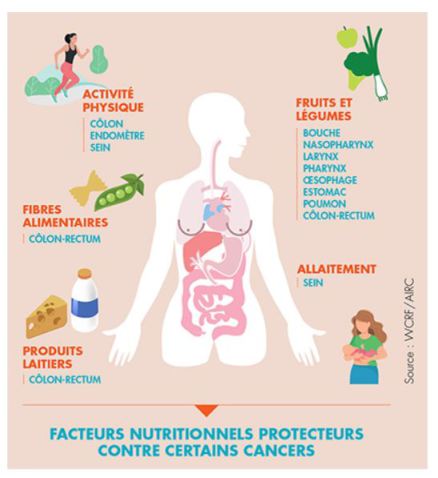 ACTIVITÉ
PHYSIQUE
CÔLON
ENDOMÈTRE
SEIN
FRUITS ET
LÉGUMES
BOUCHE
NASOPHARYNX
LARYNX
PHARYNX
ŒSOPHAGE
ESTOMAC
POUMON
CÔLON-RECTUM
FIBRES
ALIMENTAIRES
CÔLON-RECTUM
ALLAITEMENT
SEIN
PRODUITS
LAITIERS
CÔLON-RECTUM
Source : WCRF/AIRC
FACTEURS NUTRITIONNELS PROTECTEURS
CONTRE CERTAINS CANCERS